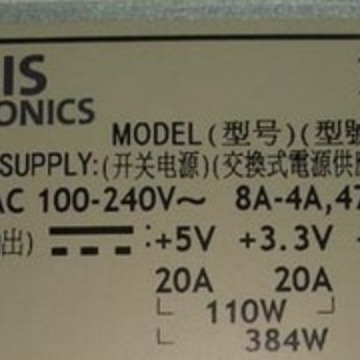 IS
ONICS
MODEL(型号)(型號
SUPPLY:(开关电源)(交換式電源供
AC 100-240V～ 8A-4A,47
出) :+5V +3.3V
20A 20A
110W
384W